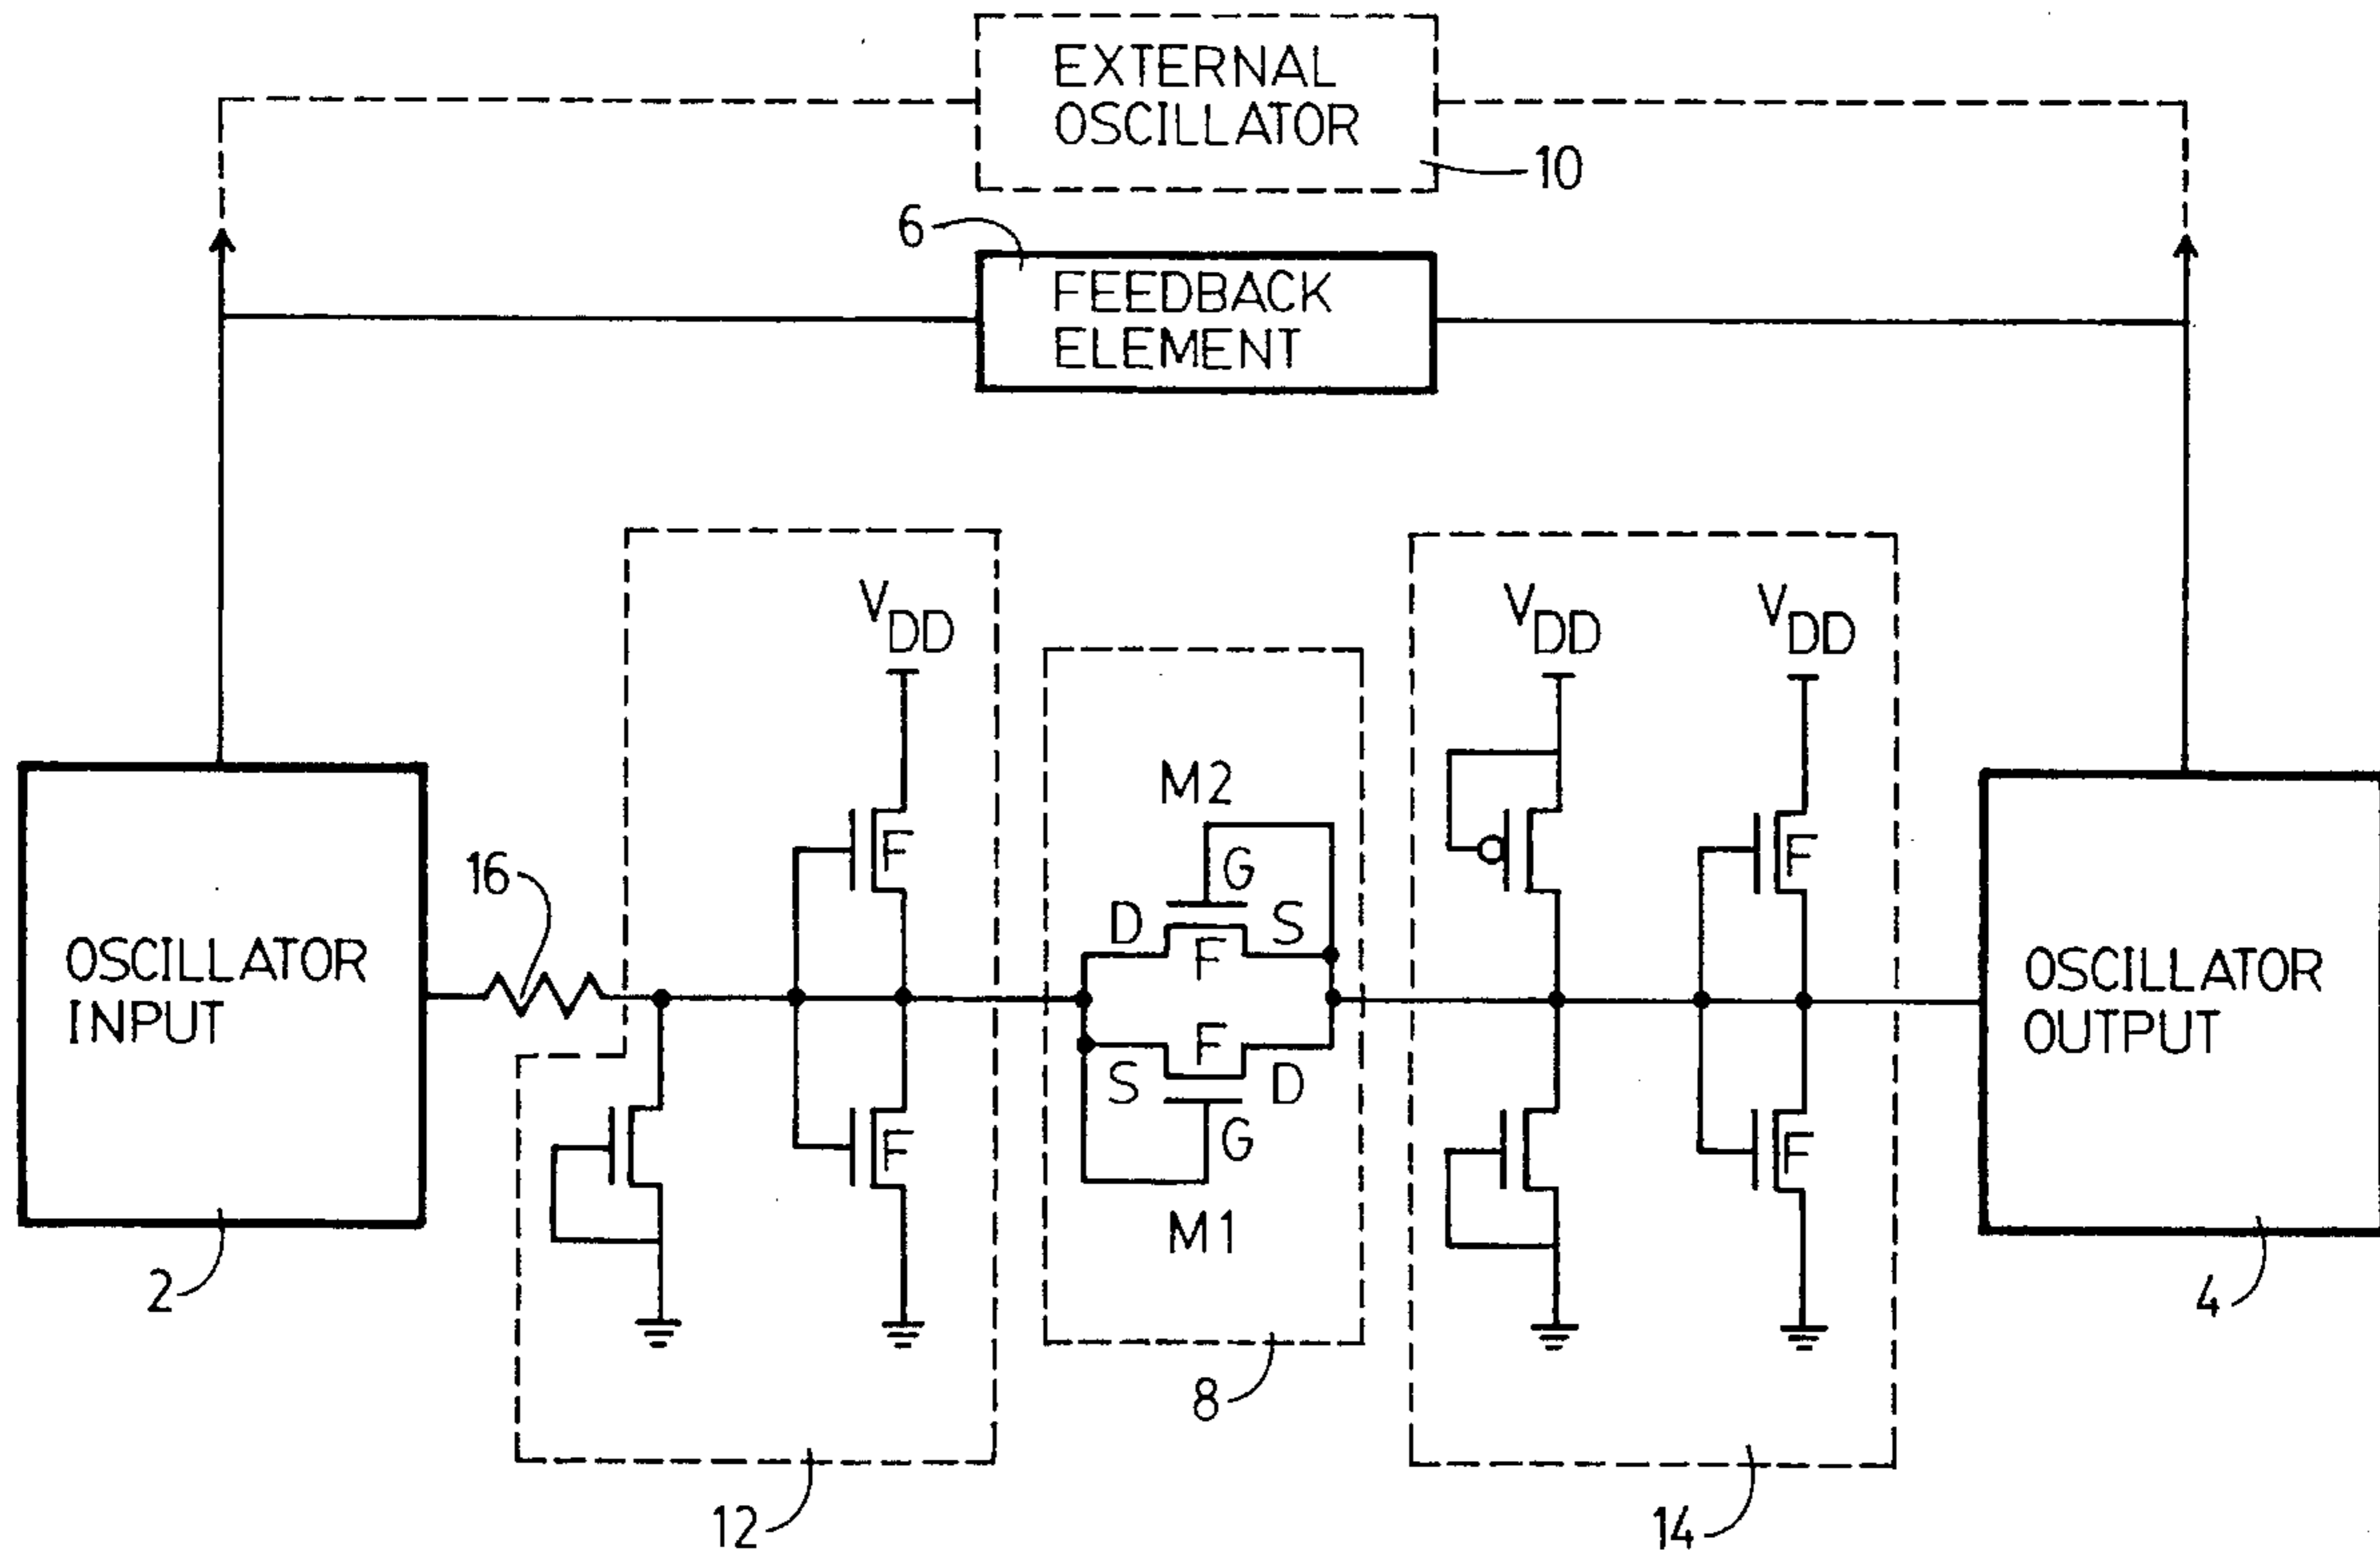 EXTERNAL
OSCILLATOR
10
6
FEEDBACK
ELEMENT
VDD
VDD
VDD
M2
F
F
16
G
D
S
F
OSCILLATOR
INPUT
OSCILLATOR
OUTPUT
F
S
D
G
F
F
M1
2
4
8
12
14